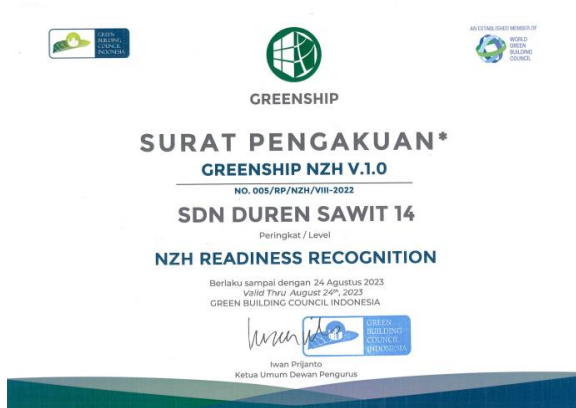 GREEN
BUILDING
COUNCIL
INDONESIA
AN ESTABLISHED MEMBER OF
WORLD
GREEN
BUILDING
COUNCIL
GREENSHIP
SURAT PENGAKUAN*
GREENSHIP NZH V.1.0
NO. 005/RP/NZH/VIII-2022
SDN DUREN SAWIT 14
Peringkat / Level
NZH READINESS RECOGNITION
Berlaku sampai dengan 24 Agustus 2023
Valid Thru August 24th, 2023
GREEN BUILDING COUNCIL INDONESIA
GREEN
BUILDING
COUNCIL
INDONESIA
Iwan Prijanto
Ketua Umum Dewan Pengurus